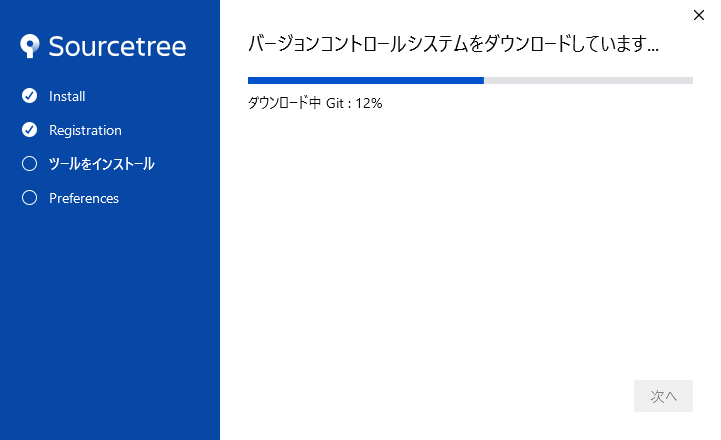 Sourcetree
Install
Registration
ツールをインストール
Preferences
バージョンコントロールシステムをダウンロードしています...
ダウンロード中 Git : 12%
次へ